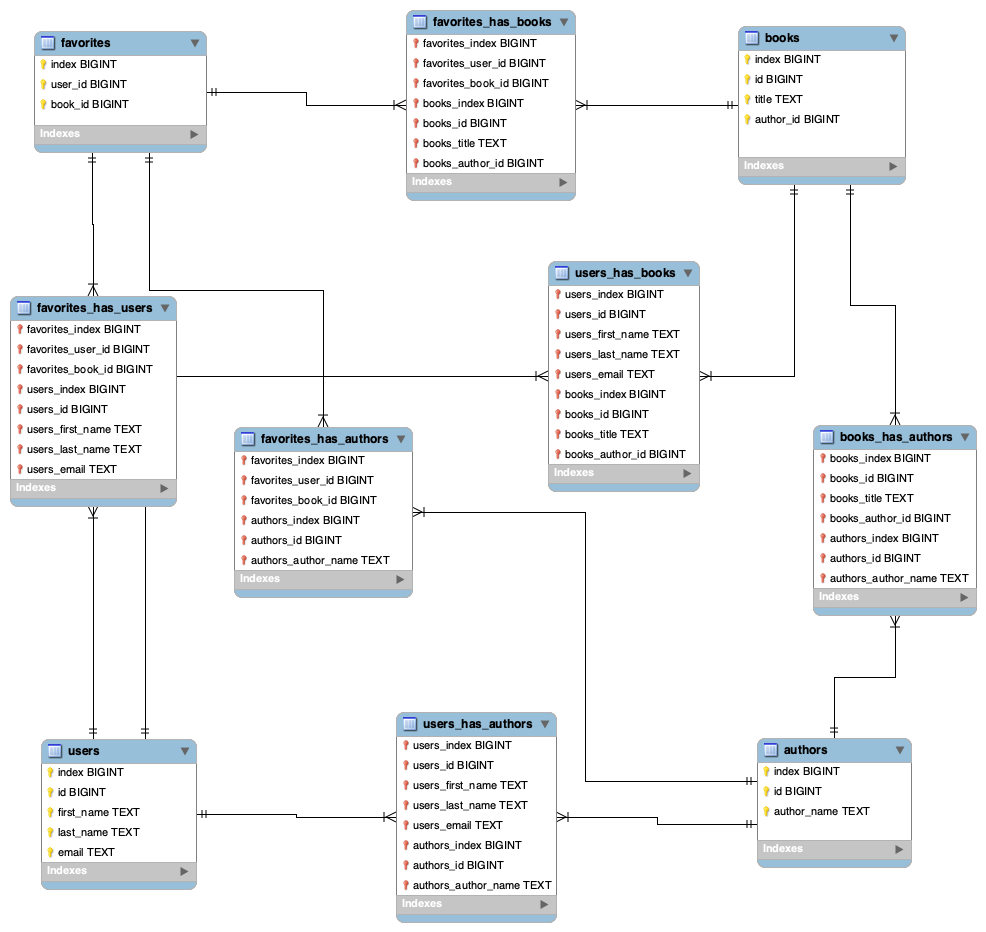 favorites
index BIGINT
user_id BIGINT
book_id BIGINT
Indexes
favorites_has_books
favorites_index BIGINT
favorites_user_id BIGINT
favorites_book_id BIGINT
books_index BIGINT
books_id BIGINT
books_title TEXT
books_author_id BIGINT
Indexes
books
index BIGINT
id BIGINT
title TEXT
author_id BIGINT
Indexes
favorites_has_users
favorites_index BIGINT
favorites_user_id BIGINT
favorites_book_id BIGINT
users_index BIGINT
users_id BIGINT
users_first_name TEXT
users_last_name TEXT
users_email TEXT
Indexes
users_has_books
users_index BIGINT
users_id BIGINT
users_first_name TEXT
users_last_name TEXT
users_email TEXT
books_index BIGINT
books_id BIGINT
books_title TEXT
books_author_id BIGINT
Indexes
favorites_has_authors
favorites_index BIGINT
favorites_user_id BIGINT
favorites_book_id BIGINT
authors_index BIGINT
authors_id BIGINT
authors_author_name TEXT
Indexes
books_has_authors
books_index BIGINT
books_id BIGINT
books_title TEXT
books_author_id BIGINT
authors_index BIGINT
authors_id BIGINT
authors_author_name TEXT
Indexes
users
index BIGINT
id BIGINT
first_name TEXT
last_name TEXT
email TEXT
Indexes
users_has_authors
users_index BIGINT
users_id BIGINT
users_first_name TEXT
users_last_name TEXT
users_email TEXT
authors_index BIGINT
authors_id BIGINT
authors_author_name TEXT
Indexes
authors
index BIGINT
id BIGINT
author_name TEXT
Indexes